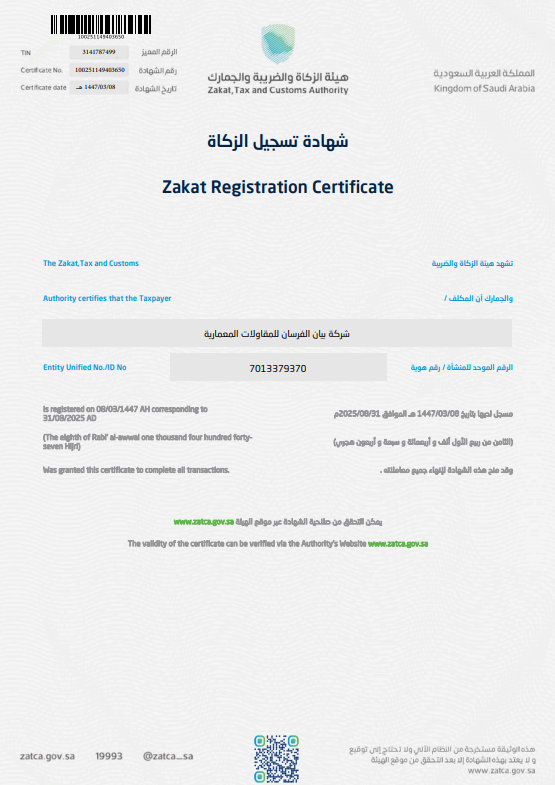 100251149403650
TIN 3141787499 الرقم المميز
Certificate No. 100251149403650 رقم الشهادة
Certificate date 1447/03/08 هـ تاريخ الشهادة
هيئة الزكاة والضريبة والجمارك
Zakat,Tax and Customs Authority
المملكة العربية السعودية
Kingdom of Saudi Arabia
شهادة تسجيل الزكاة
Zakat Registration Certificate
The Zakat,Tax and Customs تشهد هيئة الزكاة والضريبة
Authority certifies that the Taxpayer والجمارك أن المكلف /
شركة بيان الفرسان للمقاولات المعمارية
Entity Unified No./ID No 7013379370 الرقم الموحد للمنشأة / رقم هوية
Is registered on 08/03/1447 AH corresponding to
31/08/2025 AD
مسجل لديها بتاريخ 1447/03/08 هـ الموافق 2025/08/31م
(The eighth of Rabi' al-awwal one thousand four hundred forty-
seven Hijri)
(الثامن من ربيع الأول ألف و أربعمائة و سبعة و أربعون هجري)
Was granted this certificate to complete all transactions.
وقد منح هذه الشهادة لإنهاء جميع معاملته .
يمكن التحقق من صلاحية الشهادة عبر موقع الهيئة www.zatca.gov.sa
The validity of the certificate can be verified via the Authority's Website www.zatca.gov.sa
zatca.gov.sa 19993 @zatca_sa
هذه الوثيقة مستخرجة من النظام الآلي ولا تحتاج إلى توقيع
و لا يعتد بهذه الشهادة إلا بعد التحقق من موقع الهيئة
www.zatca.gov.sa